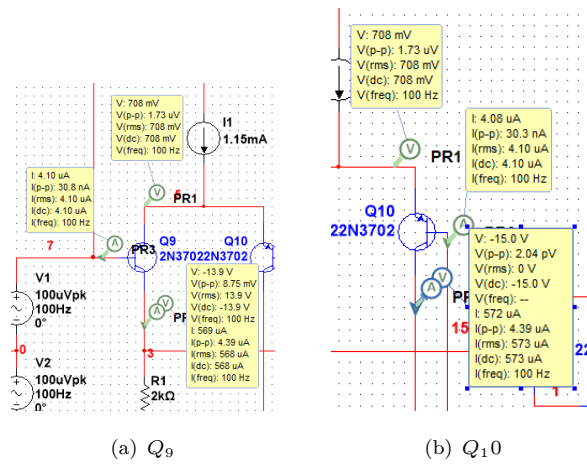 V: 708 mV
V(p-p): 1.73 uV
V(rms): 708 mV
V(dc): 708 mV
V(freq): 100 Hz
I1
1.15mA
I: 4.10 uA
I(p-p): 30.8 nA
I(rms): 4.10 uA
I(dc): 4.10 uA
I(freq): 100 Hz
V
PR1
7
A
PR3
Q9
2N3702
2N3702
Q10
V1
100uVpk
100Hz
0°
V: -13.9 V
V(p-p): 8.75 mV
V(rms): 13.9 V
V(dc): -13.9 V
V(freq): 100 Hz
I: 569 uA
I(p-p): 4.39 uA
I(rms): 568 uA
I(dc): 568 uA
I(freq): 100 Hz
A
V
0
3
V2
100uVpk
100Hz
0°
R1
2kΩ
(a) Q₉
V: 708 mV
V(p-p): 1.73 uV
V(rms): 708 mV
V(dc): 708 mV
V(freq): 100 Hz
V
PR1
I: 4.08 uA
I(p-p): 30.3 nA
I(rms): 4.10 uA
I(dc): 4.10 uA
I(freq): 100 Hz
Q10
22N3702
A
V: -15.0 V
V(p-p): 2.04 pV
V(rms): 0 V
V(dc): -15.0 V
V(freq): --
I: 572 uA
I(p-p): 4.39 uA
I(rms): 573 uA
I(dc): 573 uA
I(freq): 100 Hz
A
V
15
22
1
(b) Q₁0